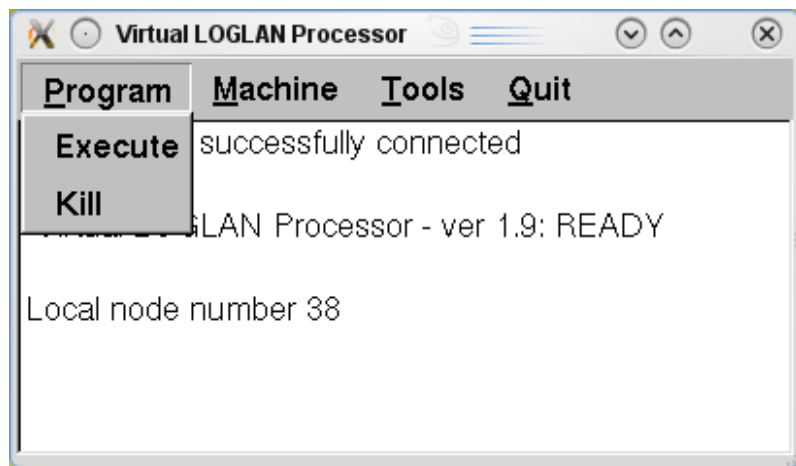 Virtual LOGLAN Processor
Program Machine Tools Quit
Execute
Kill
successfully connected
Processor - ver 1.9: READY
Local node number 38